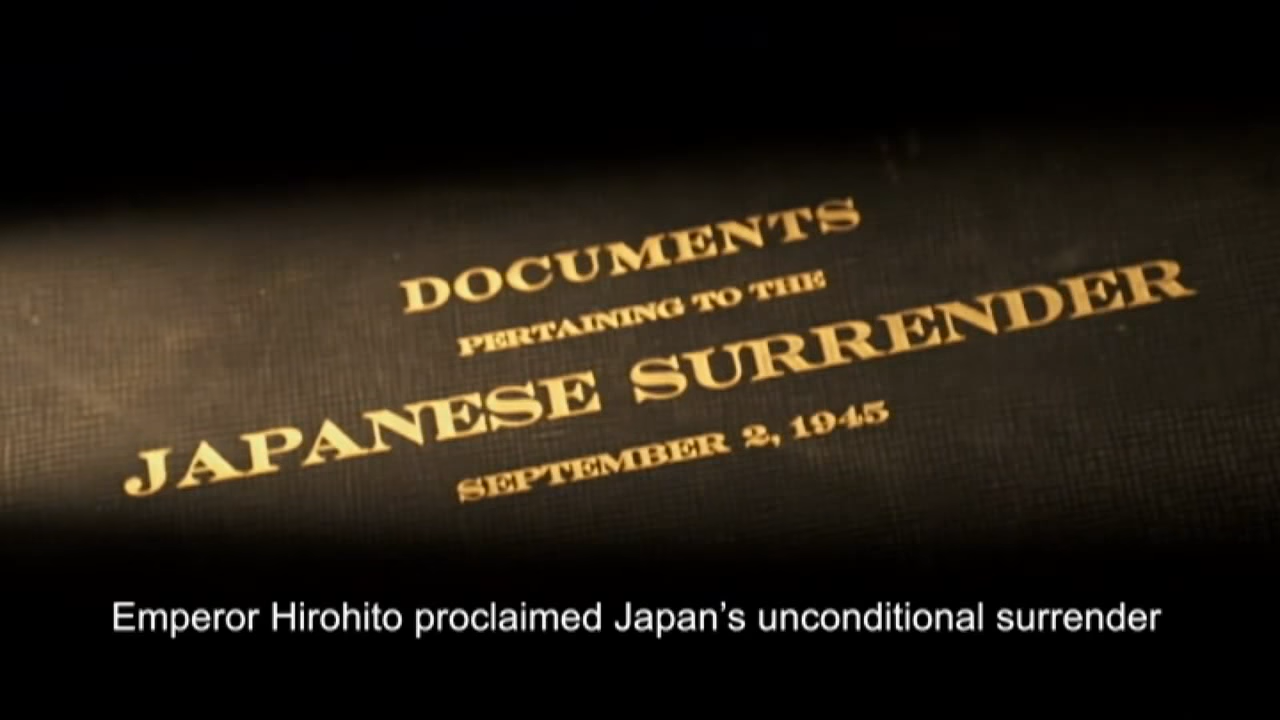 DOCUMENTS
PERTAINING TO THE
JAPANESE SURRENDER
SEPTEMBER 2, 1945
Emperor Hirohito proclaimed Japan’s unconditional surrender